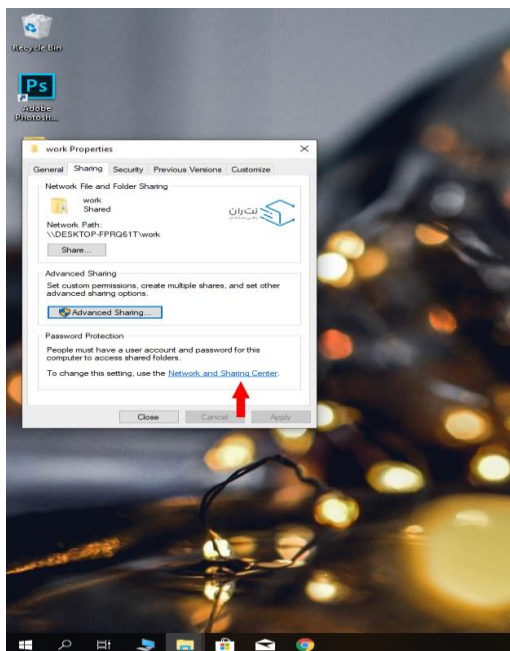 Recycle Bin
Ps
Adobe
Photosh...
work Properties
General Sharing Security Previous Versions Customize
Network File and Folder Sharing
work
Shared
نت ران
Network Path:
\\DESKTOP-FPRQ61T\work
Share...
Advanced Sharing
Set custom permissions, create multiple shares, and set other
advanced sharing options.
Advanced Sharing...
Password Protection
People must have a user account and password for this
computer to access shared folders.
To change this setting, use the Network and Sharing Center.
Close Cancel Apply